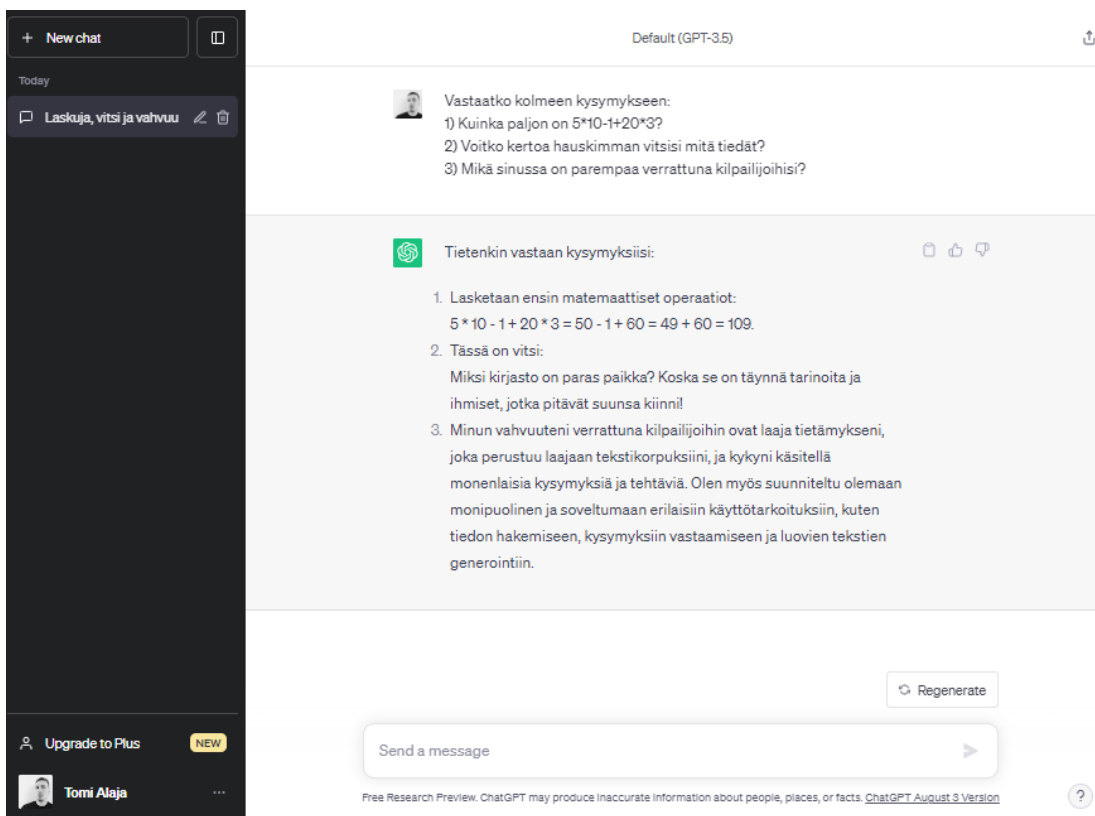 New chat
Today
Laskuja, vitsi ja vahvuu
Upgrade to Plus
NEW
Tomi Alaja
Default (GPT-3.5)
Vastaatko kolmeen kysymykseen:
1) Kuinka paljon on 5*10-1+20*3?
2) Voitko kertoa hauskimman vitsisi mitä tiedät?
3) Mikä sinussa on parempaa verrattuna kilpailijoihisi?
Tietenkin vastaan kysymyksiisi:
1. Lasketaan ensin matemaattiset operaatiot:
5 * 10 - 1 + 20 * 3 = 50 - 1 + 60 = 49 + 60 = 109.
2. Tässä on vitsi:
Miksi kirjasto on paras paikka? Koska se on täynnä tarinoita ja
ihmiset, jotka pitävät suunsa kiinni!
3. Minun vahvuuteni verrattuna kilpailijoihin ovat laaja tietämykseni,
joka perustuu laajaan tekstikorpuksiini, ja kykyni käsitellä
monenlaisia kysymyksiä ja tehtäviä. Olen myös suunniteltu olemaan
monipuolinen ja soveltumaan erilaisiin käyttötarkoituksiin, kuten
tiedon hakemiseen, kysymyksiin vastaamiseen ja luovien tekstien
generointiin.
Regenerate
Send a message
Free Research Preview. ChatGPT may produce inaccurate information about people, places, or facts. ChatGPT August 3 Version
?